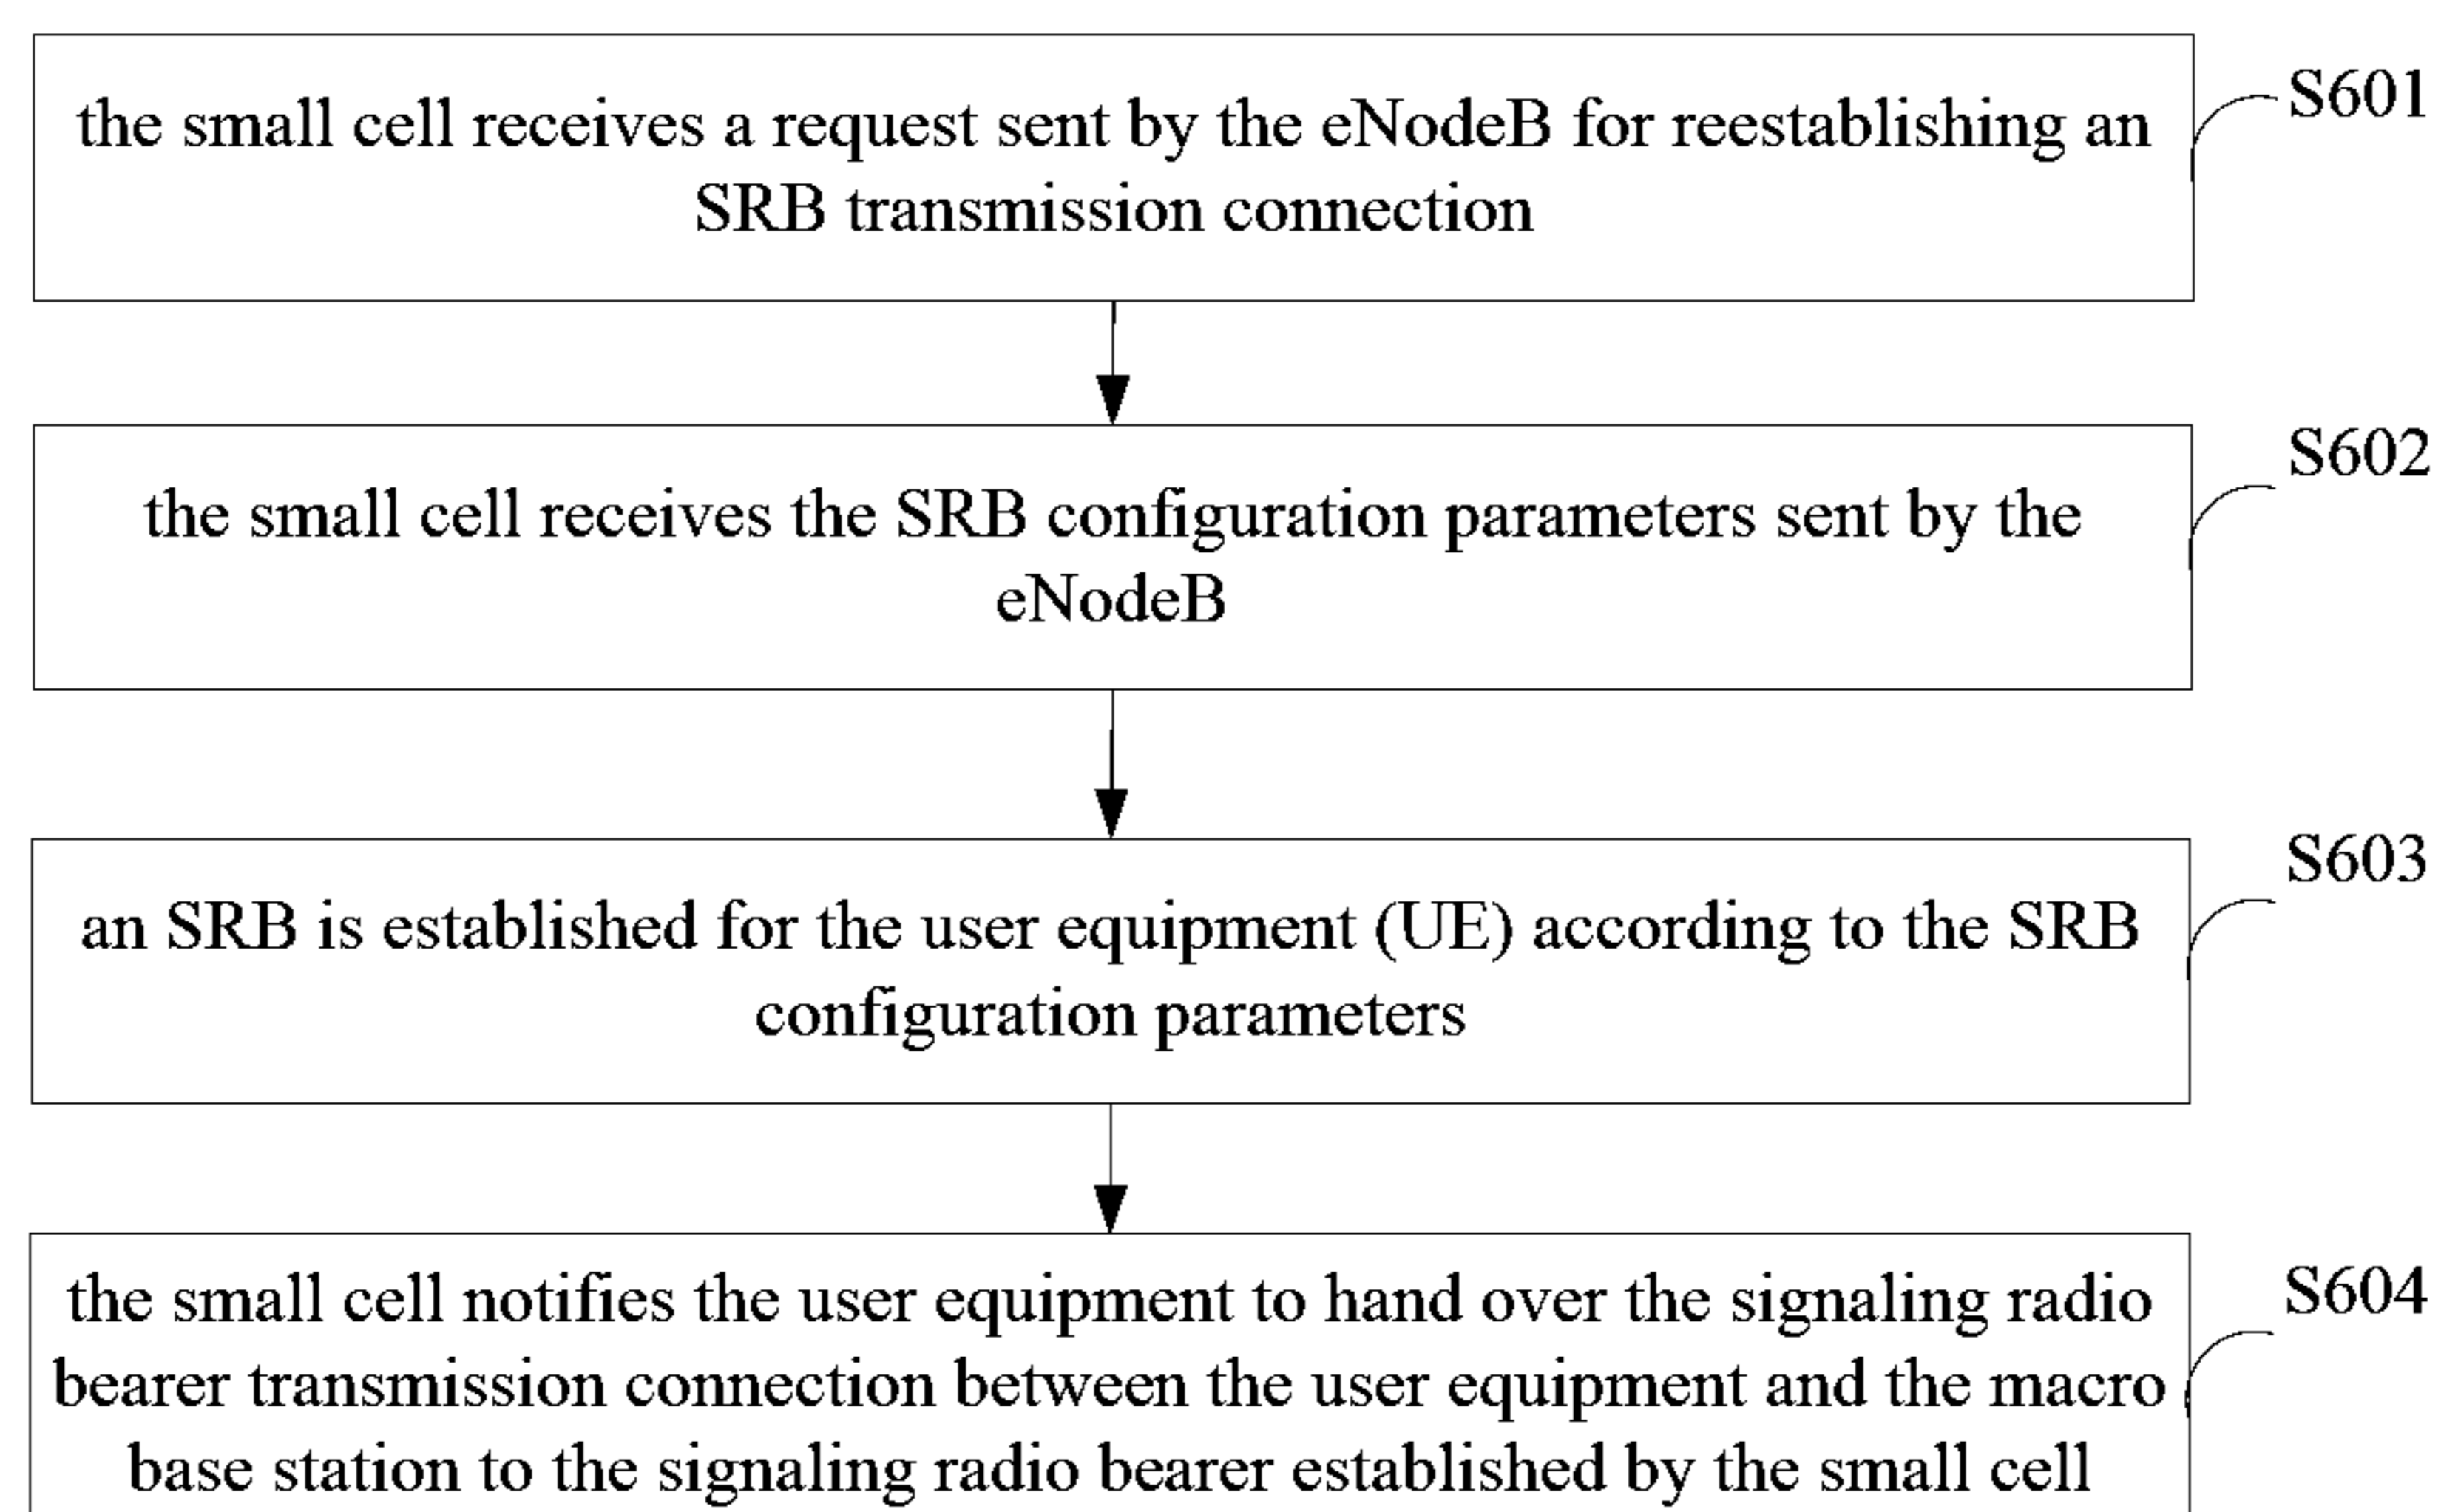 the small cell receives a request sent by the eNodeB for reestablishing an
SRB transmission connection
S601
the small cell receives the SRB configuration parameters sent by the
eNodeB
S602
an SRB is established for the user equipment (UE) according to the SRB
configuration parameters
S603
the small cell notifies the user equipment to hand over the signaling radio
bearer transmission connection between the user equipment and the macro
base station to the signaling radio bearer established by the small cell
S604